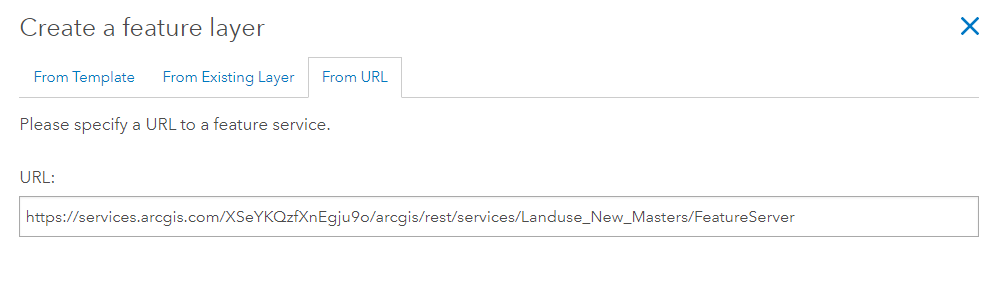 Create a feature layer
From Template From Existing Layer From URL
Please specify a URL to a feature service.
URL:
https://services.arcgis.com/XSeYKQzfXnEgju9o/arcgis/rest/services/Landuse_New_Masters/FeatureServer